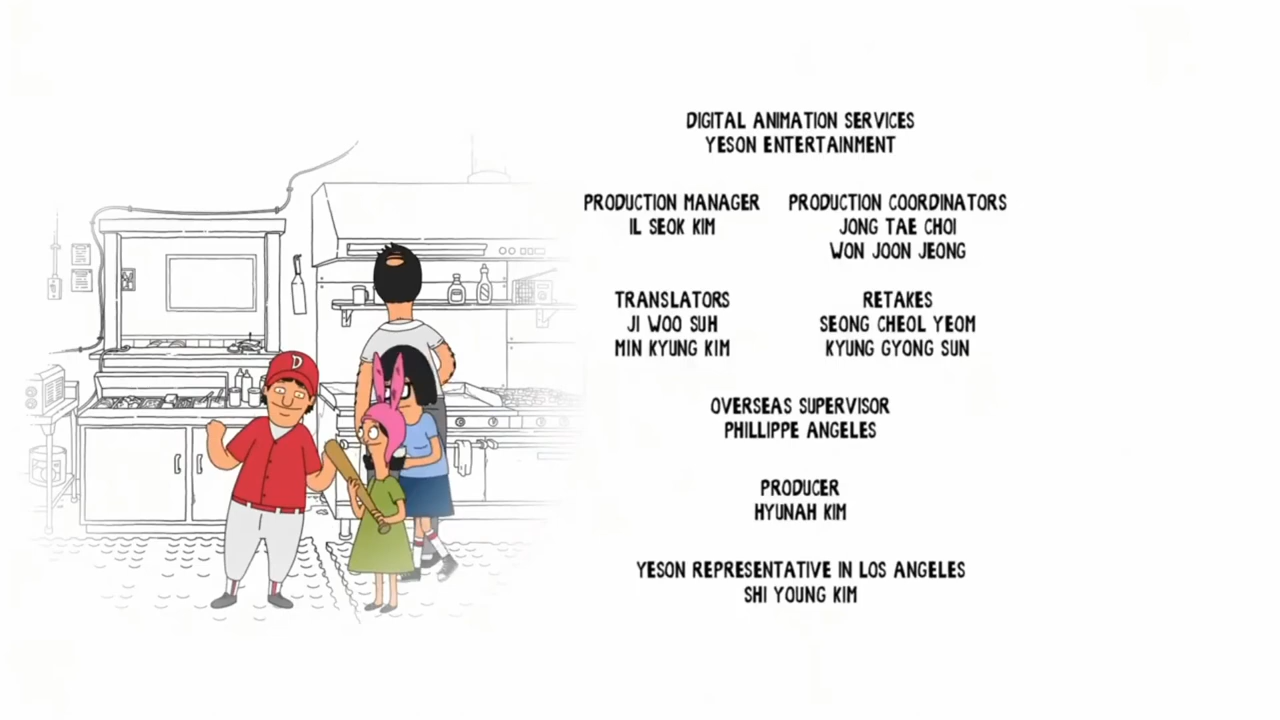 DIGITAL ANIMATION SERVICES
YESON ENTERTAINMENT
PRODUCTION MANAGER
IL SEOK KIM
PRODUCTION COORDINATORS
JONG TAE CHOI
WON JOON JEONG
TRANSLATORS
JI WOO SUH
MIN KYUNG KIM
RETAKES
SEONG CHEOL YEOM
KYUNG GYONG SUN
OVERSEAS SUPERVISOR
PHILLIPPE ANGELES
PRODUCER
HYUNAH KIM
YESON REPRESENTATIVE IN LOS ANGELES
SHI YOUNG KIM
D